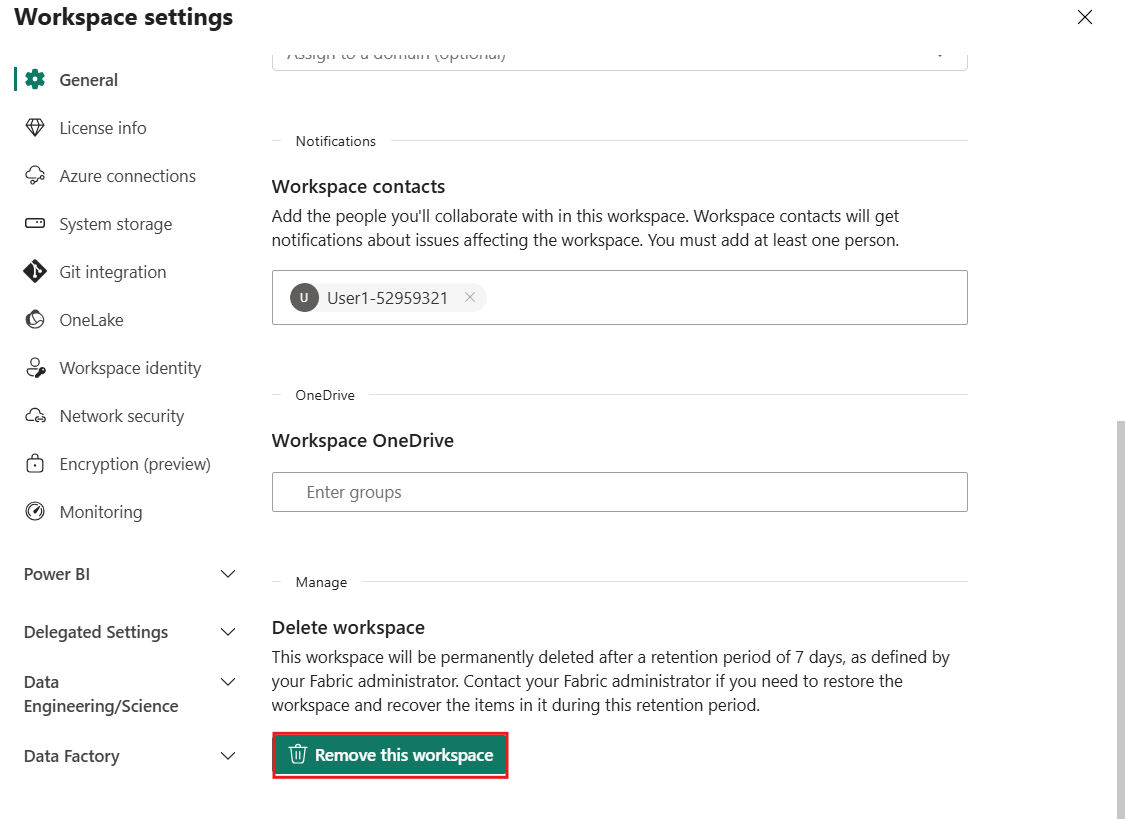 Workspace settings
General
License info
Azure connections
System storage
Git integration
OneLake
Workspace identity
Network security
Encryption (preview)
Monitoring
Power BI
Delegated Settings
Data
Engineering/Science
Data Factory
Assign to a domain (optional)
Notifications
Workspace contacts
Add the people you'll collaborate with in this workspace. Workspace contacts will get
notifications about issues affecting the workspace. You must add at least one person.
U User1-52959321
OneDrive
Workspace OneDrive
Enter groups
Manage
Delete workspace
This workspace will be permanently deleted after a retention period of 7 days, as defined by
your Fabric administrator. Contact your Fabric administrator if you need to restore the
workspace and recover the items in it during this retention period.
Remove this workspace